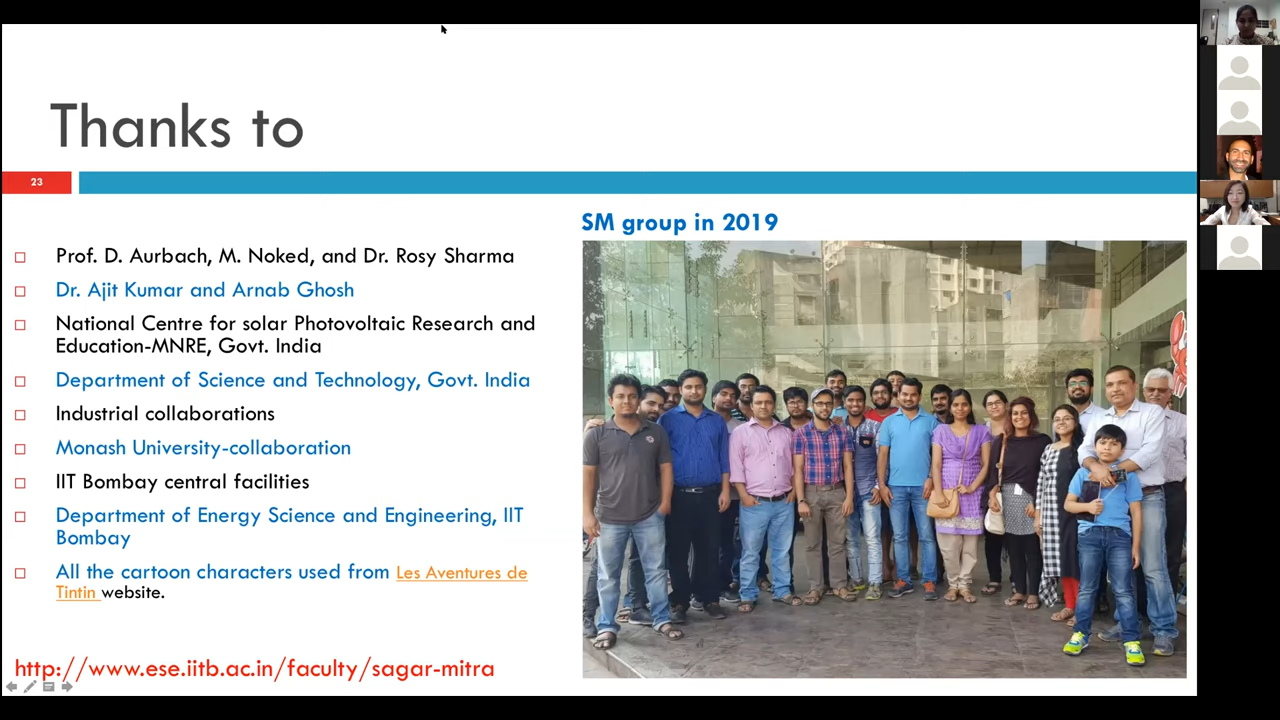 Thanks to
23
SM group in 2019
Prof. D. Aurbach, M. Noked, and Dr. Rosy Sharma
Dr. Ajit Kumar and Arnab Ghosh
National Centre for solar Photovoltaic Research and
Education-MNRE, Govt. India
Department of Science and Technology, Govt. India
Industrial collaborations
Monash University-collaboration
IIT Bombay central facilities
Department of Energy Science and Engineering, IIT
Bombay
All the cartoon characters used from Les Aventures de
Tintin website.
http://www.ese.iitb.ac.in/faculty/sagar-mitra